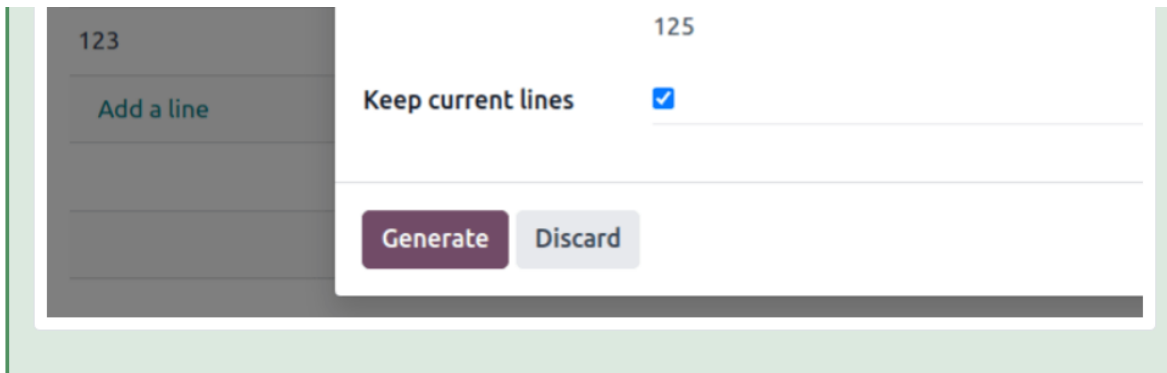 123
125
Add a line
Keep current lines
Generate Discard